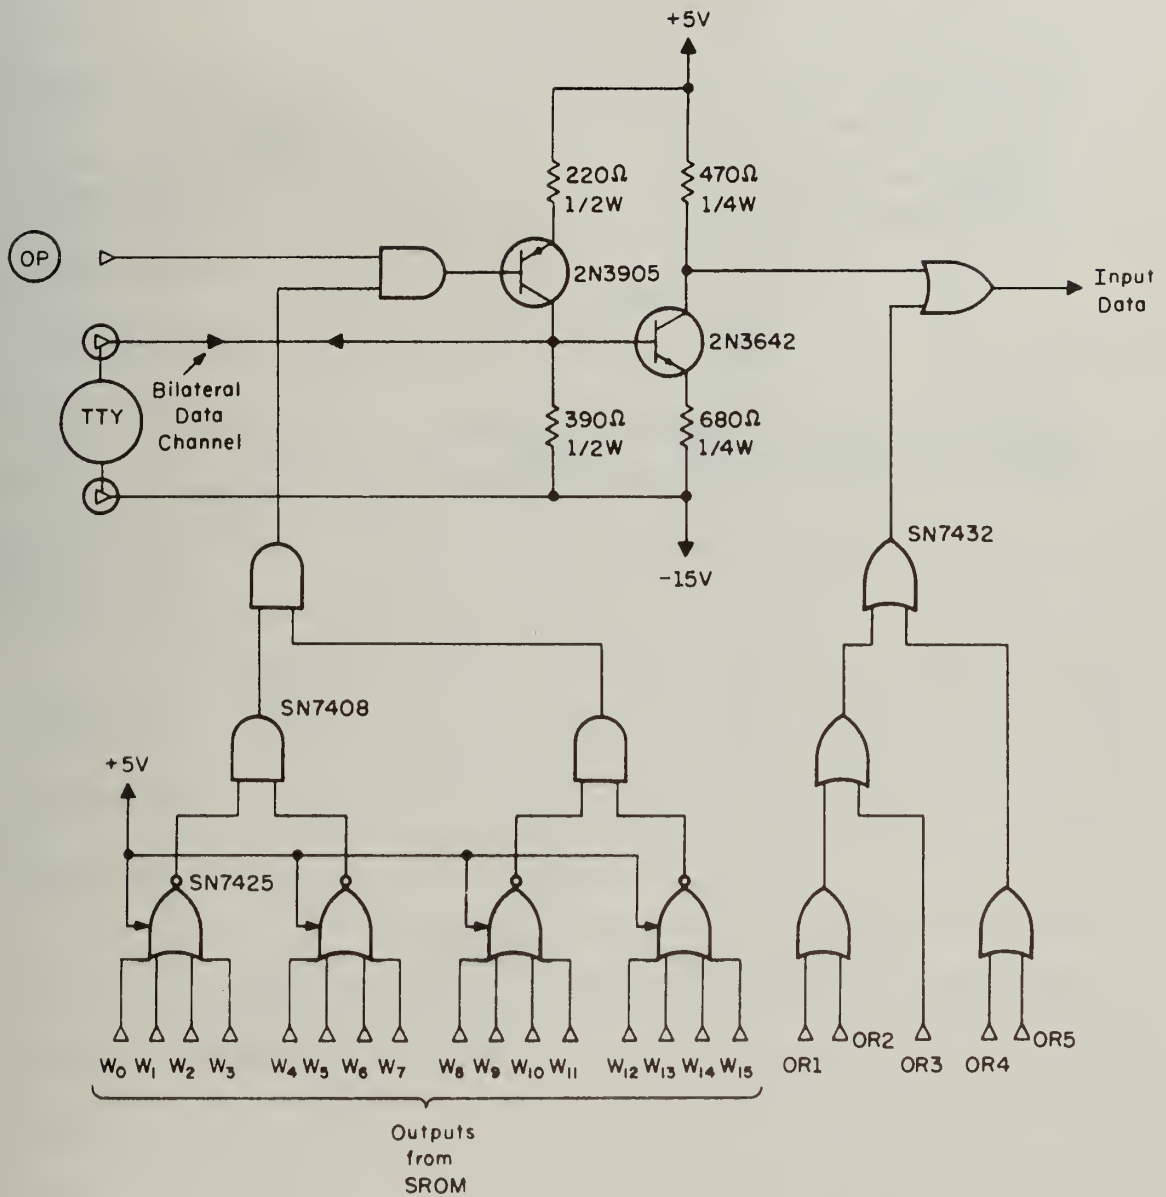 +5V
220Ω
1/2W
470Ω
1/4W
OP
2N3905
Input
Data
2N3642
Bilateral
Data
Channel
TTY
390Ω
1/2W
680Ω
1/4W
SN7432
-15V
SN7408
+5V
SN7425
W0 W1 W2 W3 W4 W5 W6 W7 W8 W9 W10 W11 W12 W13 W14 W15
OR1 OR2 OR3 OR4 OR5
Outputs
from
SROM